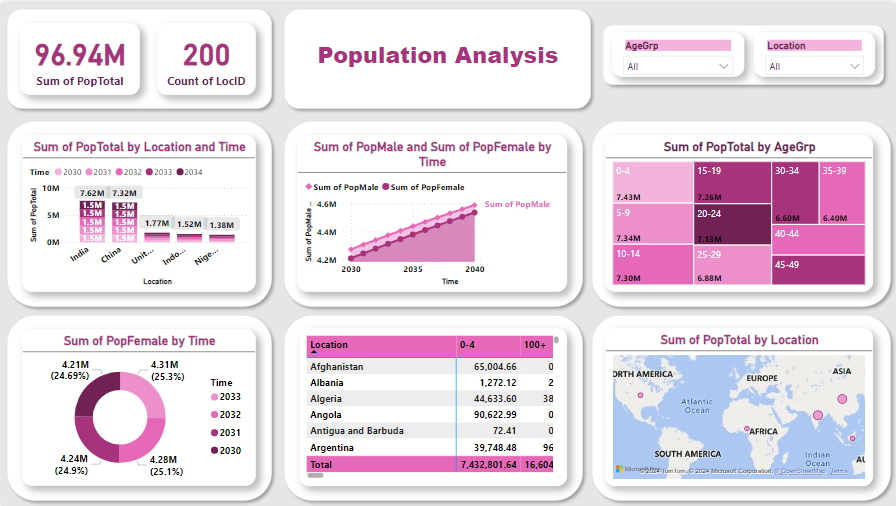 96.94M
Sum of PopTotal
200
Count of LocID
Population Analysis
AgeGrp
All
Location
All
Sum of PopTotal by Location and Time
Time 2030 2031 2032 2033 2034
Sum of PopTotal
10M
5M
0M
7.62M 7.32M 1.77M 1.52M 1.38M
1.5M 1.5M
1.5M 1.5M
1.5M 1.5M
1.5M 1.5M
1.5M 1.5M
India China Unit... Indo... Nige...
Location
Sum of PopMale and Sum of PopFemale by
Time
Sum of PopMale Sum of PopFemale
Sum of PopMale
4.6M
4.4M
4.2M
Sum of PopMale
2030 2035 2040
Time
Sum of PopTotal by AgeGrp
0-4
7.43M
5-9
7.34M
10-14
7.30M
15-19
7.26M
20-24
7.13M
25-29
6.88M
30-34
6.60M
35-39
6.40M
40-44
45-49
Sum of PopFemale by Time
4.21M
(24.69%)
4.31M
(25.3%)
4.24M
(24.9%)
4.28M
(25.1%)
Time
2033
2032
2031
2030
Location 0-4 100+
Afghanistan 65,004.66 0
Albania 1,272.12 2
Algeria 44,633.60 38
Angola 90,622.99 0
Antigua and Barbuda 72.41 0
Argentina 39,748.48 96
Total 7,432,801.64 16,604
Sum of PopTotal by Location
ORTH AMERICA
EUROPE
ASIA
Atlantic
Ocean
AFRICA
SOUTH AMERICA
Indian
Ocean
AU
© 2024 TomTom, © 2024 Microsoft Corporation, © OpenStreetMap Terms